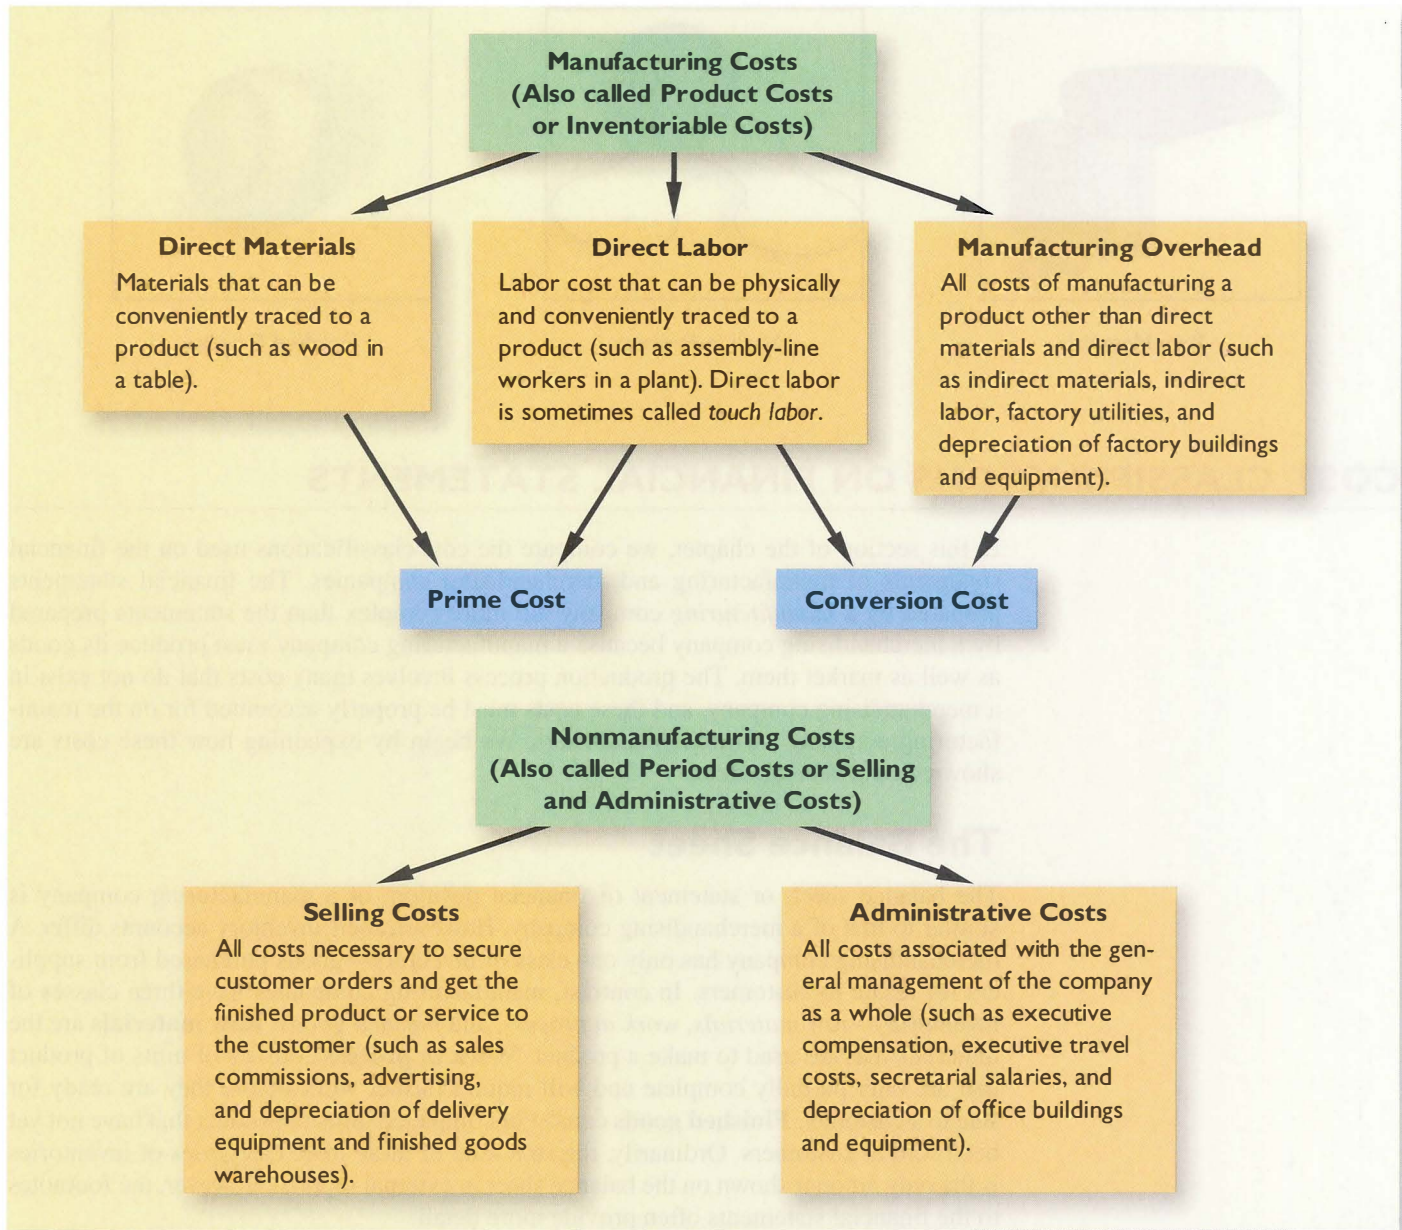 Manufacturing Costs
(Also called Product Costs
or Inventoriable Costs)
Direct Materials
Materials that can be
conveniently traced to a
product (such as wood in
a table).
Direct Labor
Labor cost that can be physically
and conveniently traced to a
product (such as assembly-line
workers in a plant). Direct labor
is sometimes called touch labor.
Manufacturing Overhead
All costs of manufacturing a
product other than direct
materials and direct labor (such
as indirect materials, indirect
labor, factory utilities, and
depreciation of factory buildings
and equipment).
Prime Cost
Conversion Cost
Nonmanufacturing Costs
(Also called Period Costs or Selling
and Administrative Costs)
Selling Costs
All costs necessary to secure
customer orders and get the
finished product or service to
the customer (such as sales
commissions, advertising,
and depreciation of delivery
equipment and finished goods
warehouses).
Administrative Costs
All costs associated with the gen-
eral management of the company
as a whole (such as executive
compensation, executive travel
costs, secretarial salaries, and
depreciation of office buildings
and equipment).